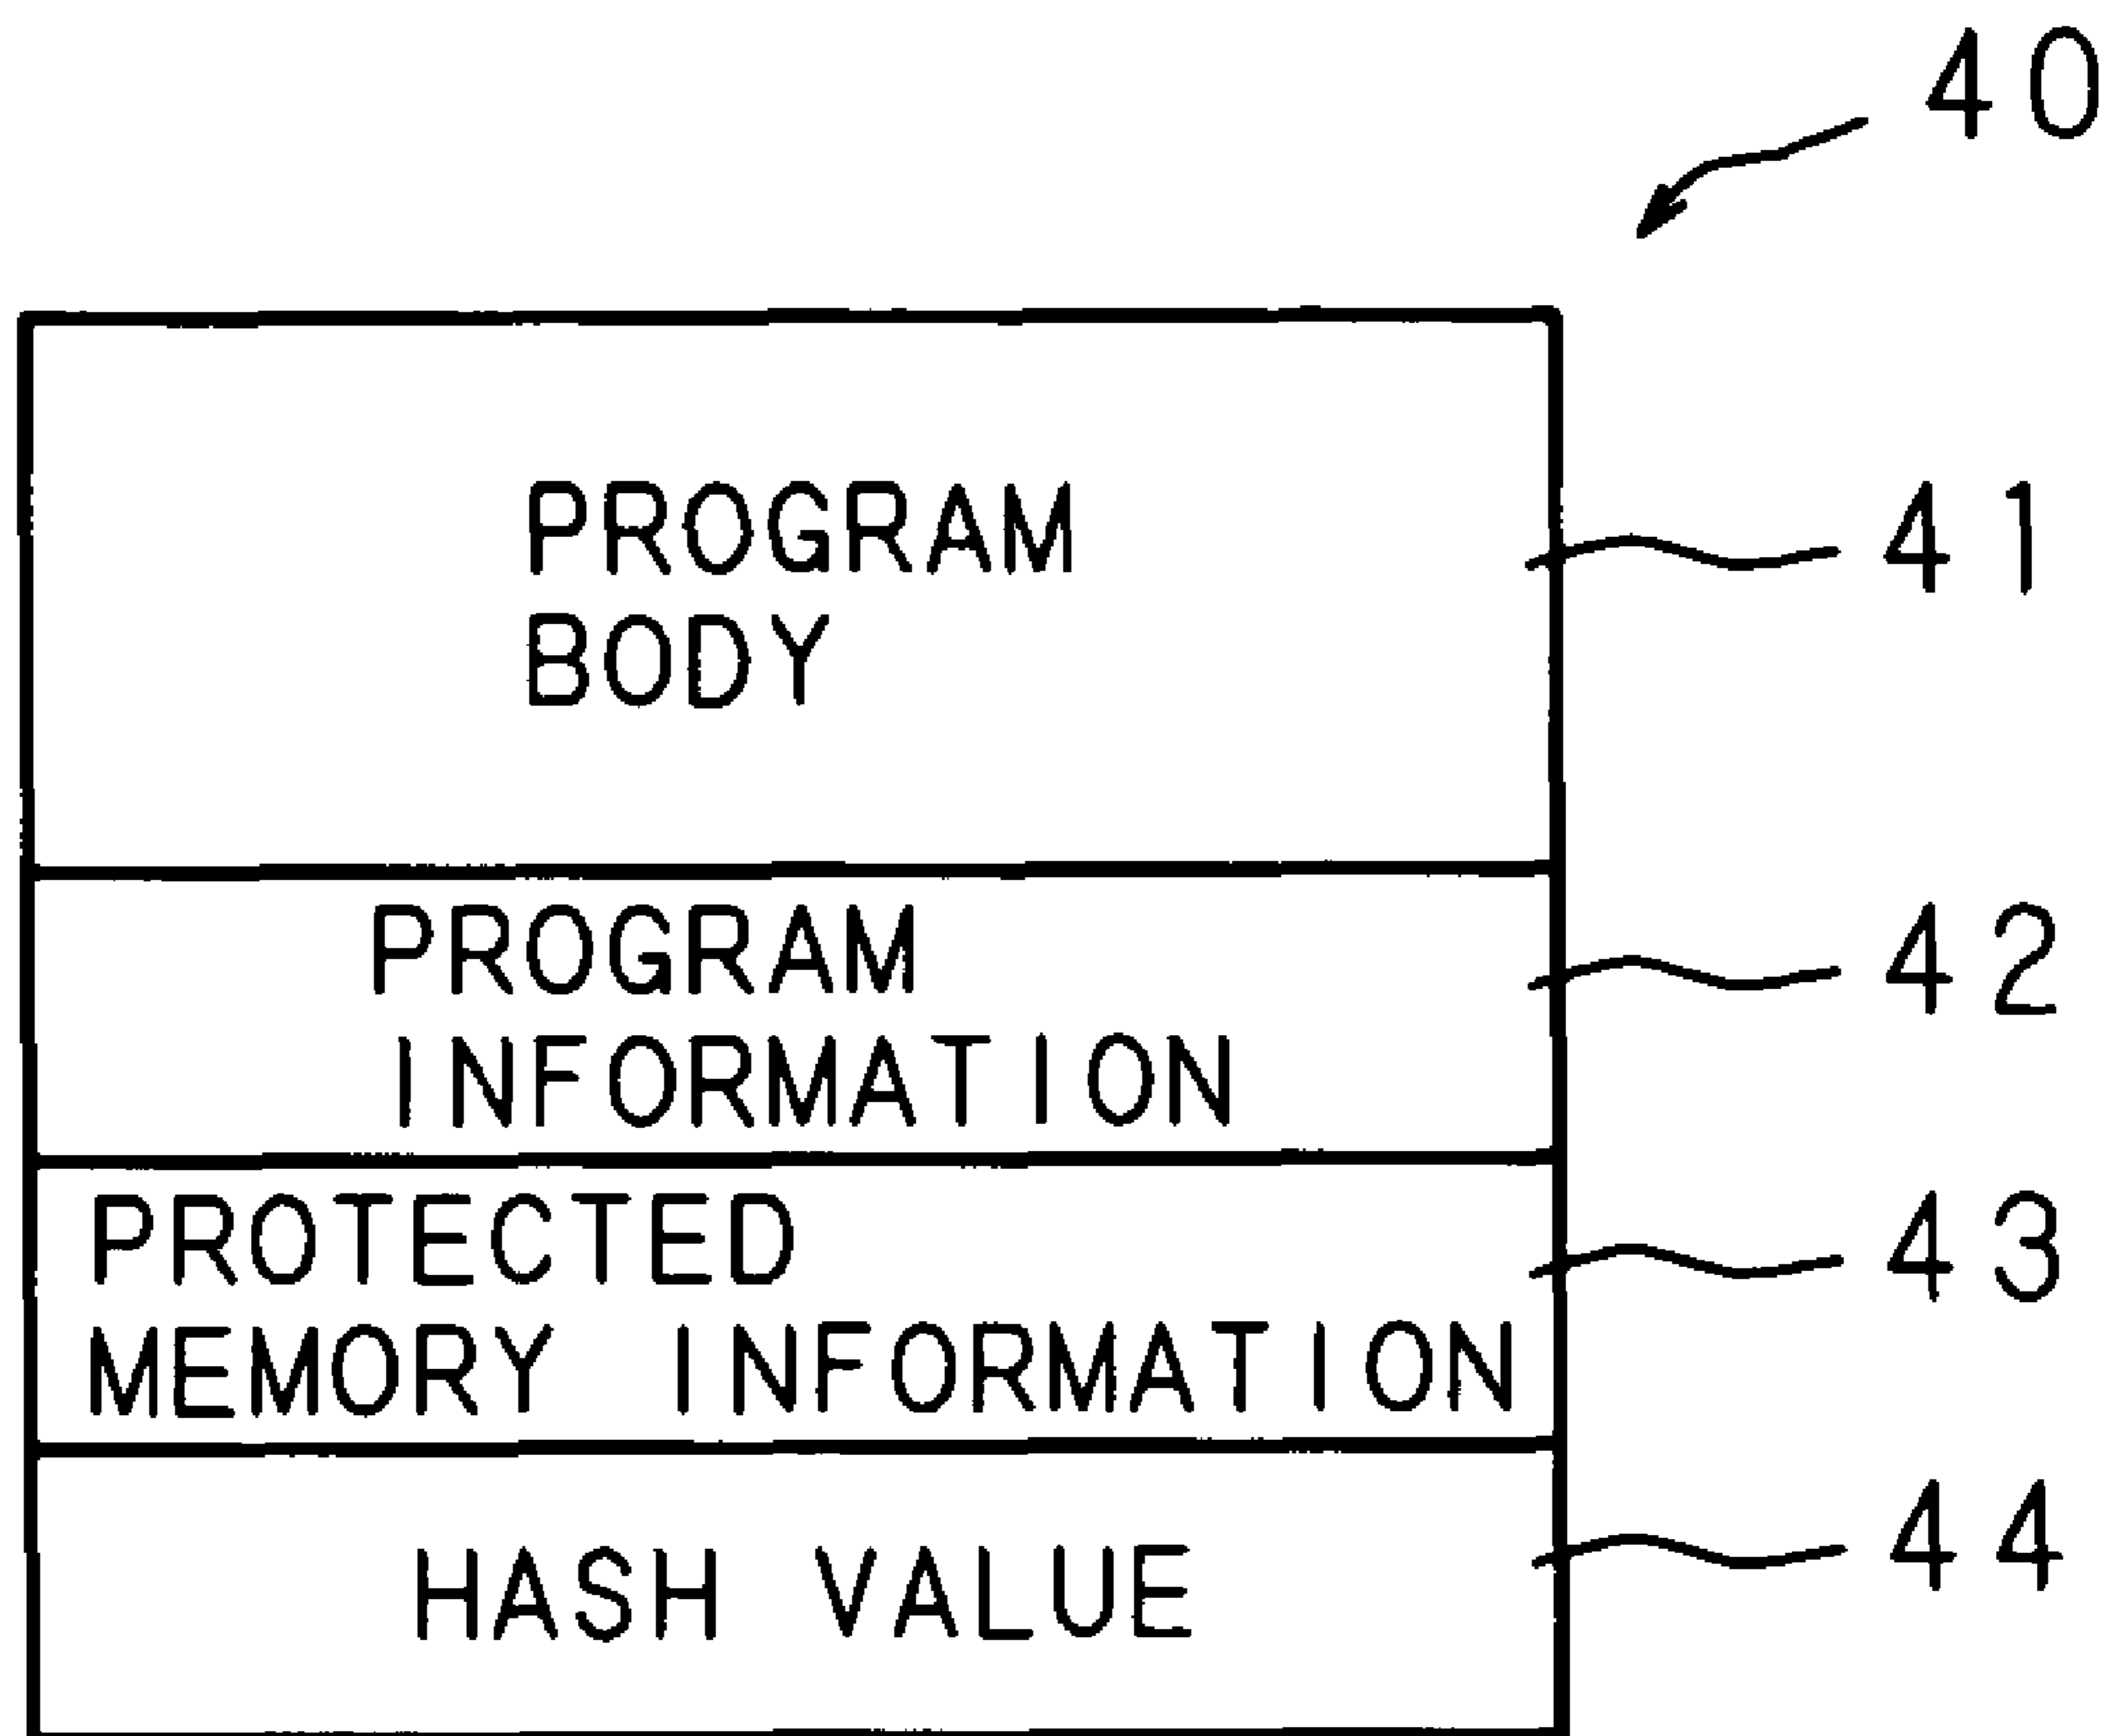 40
PROGRAM
BODY
41
PROGRAM
INFORMATION
42
PROTECTED
MEMORY INFORMATION
43
HASH VALUE
44